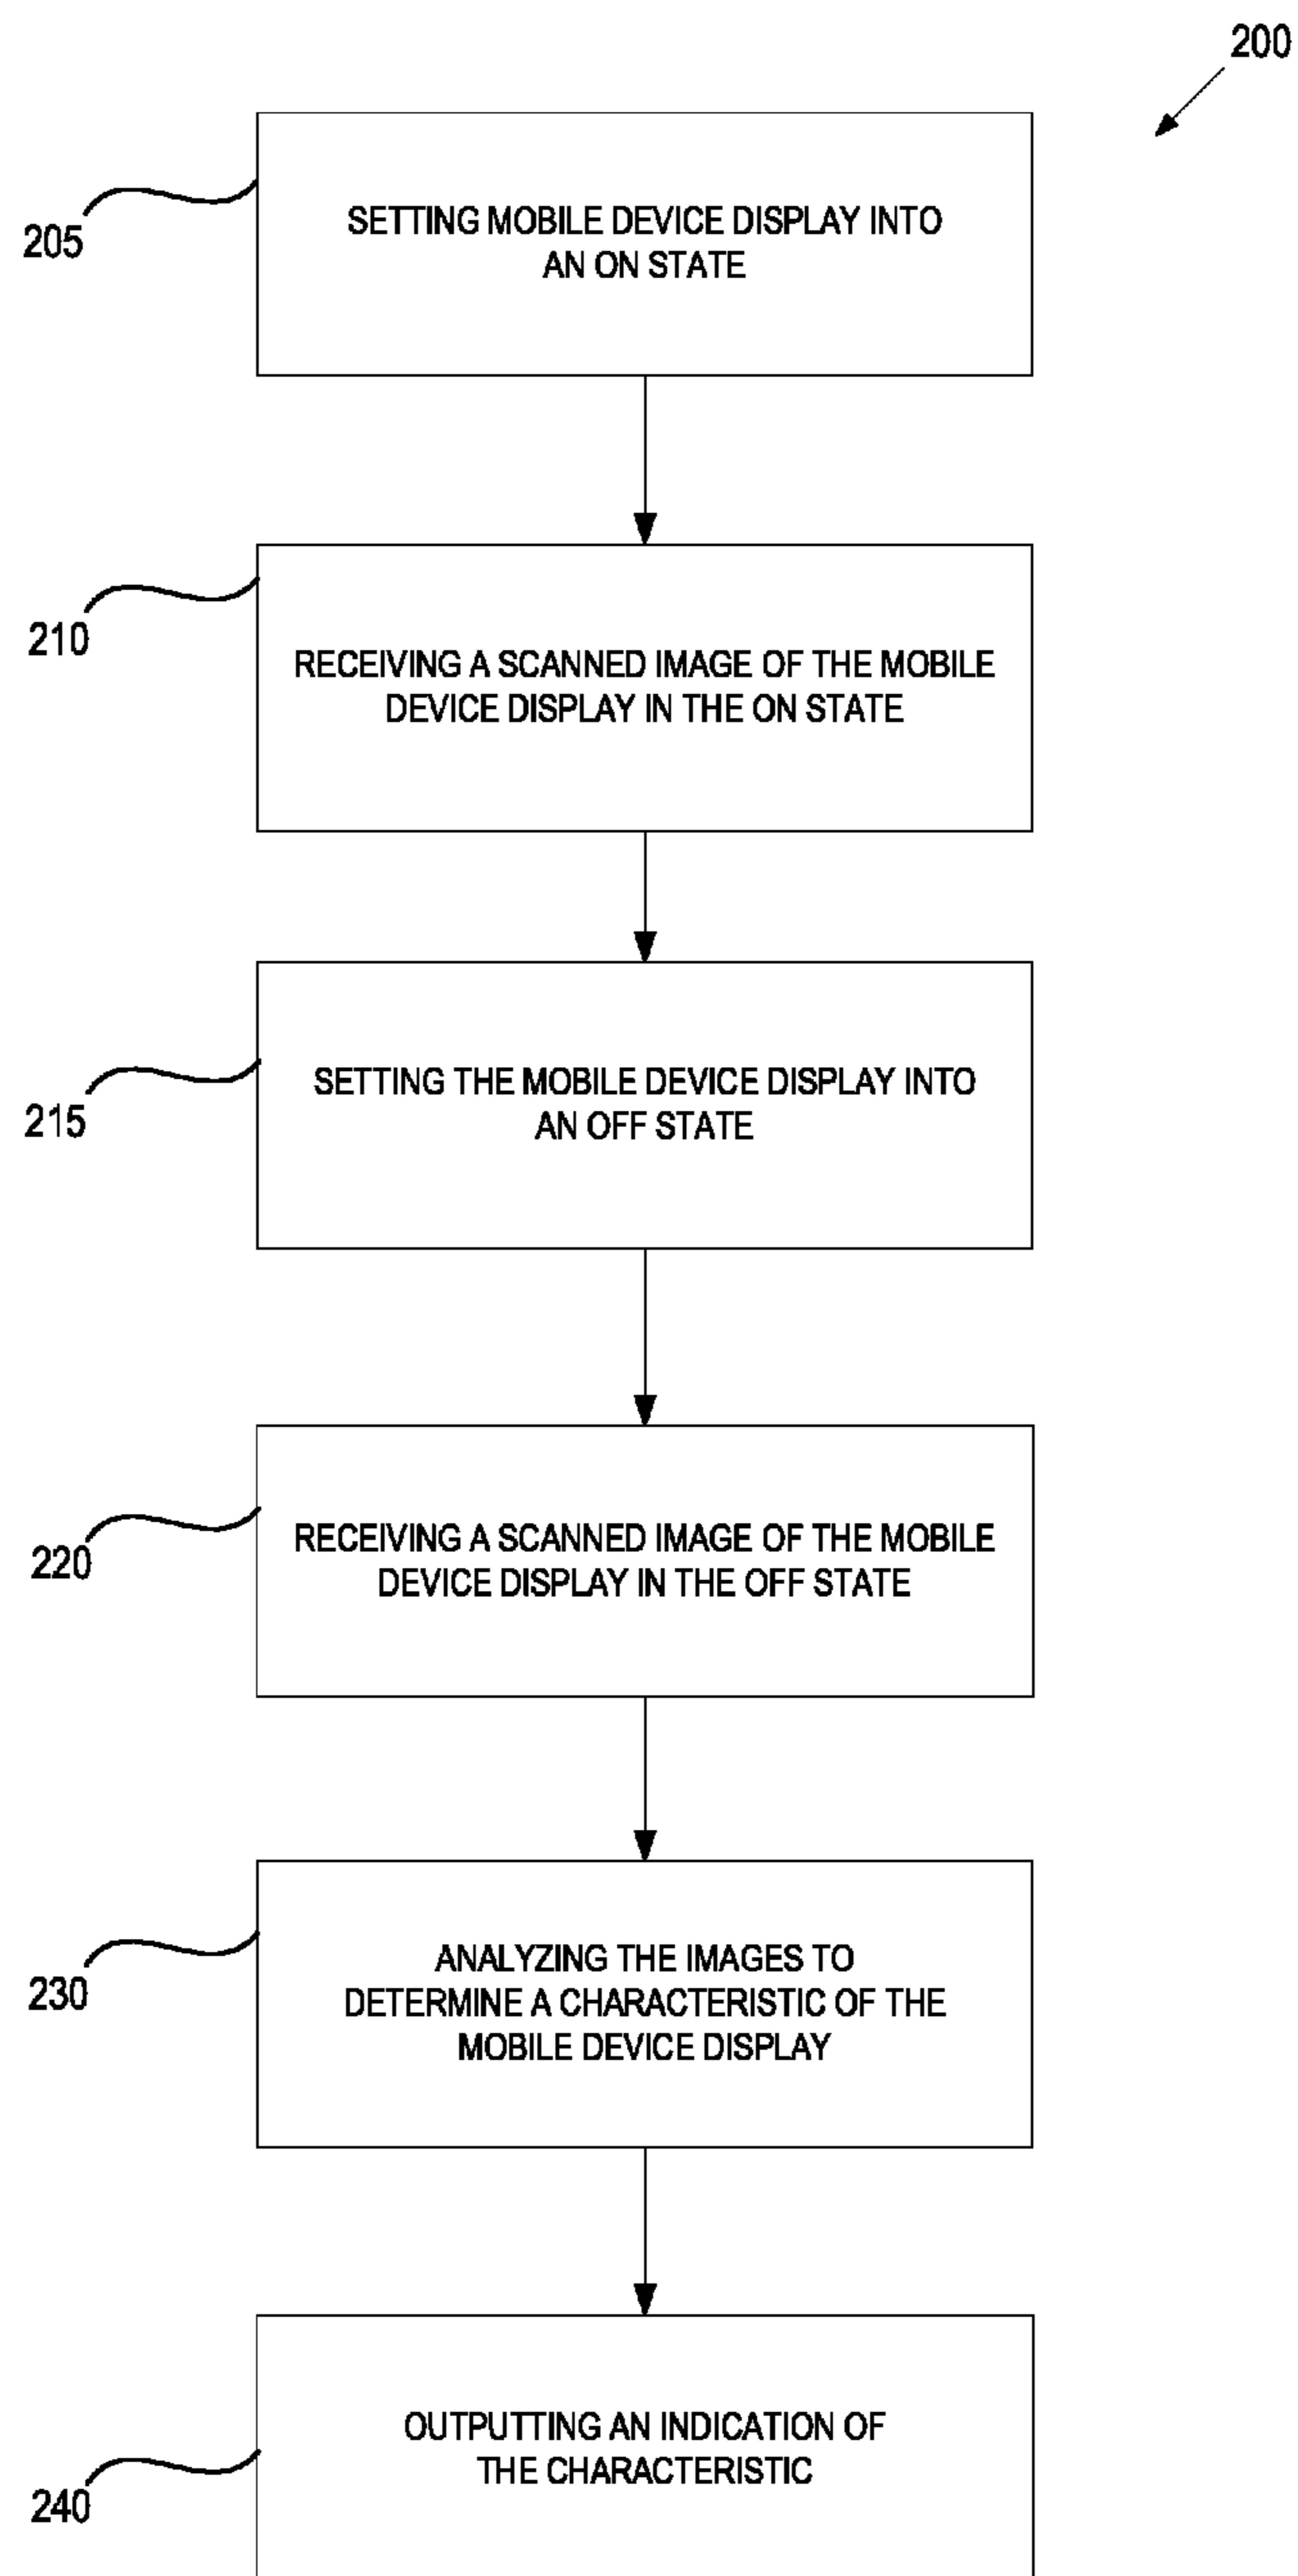 200
205
SETTING MOBILE DEVICE DISPLAY INTO
AN ON STATE
210
RECEIVING A SCANNED IMAGE OF THE MOBILE
DEVICE DISPLAY IN THE ON STATE
215
SETTING THE MOBILE DEVICE DISPLAY INTO
AN OFF STATE
220
RECEIVING A SCANNED IMAGE OF THE MOBILE
DEVICE DISPLAY IN THE OFF STATE
230
ANALYZING THE IMAGES TO
DETERMINE A CHARACTERISTIC OF THE
MOBILE DEVICE DISPLAY
240
OUTPUTTING AN INDICATION OF
THE CHARACTERISTIC